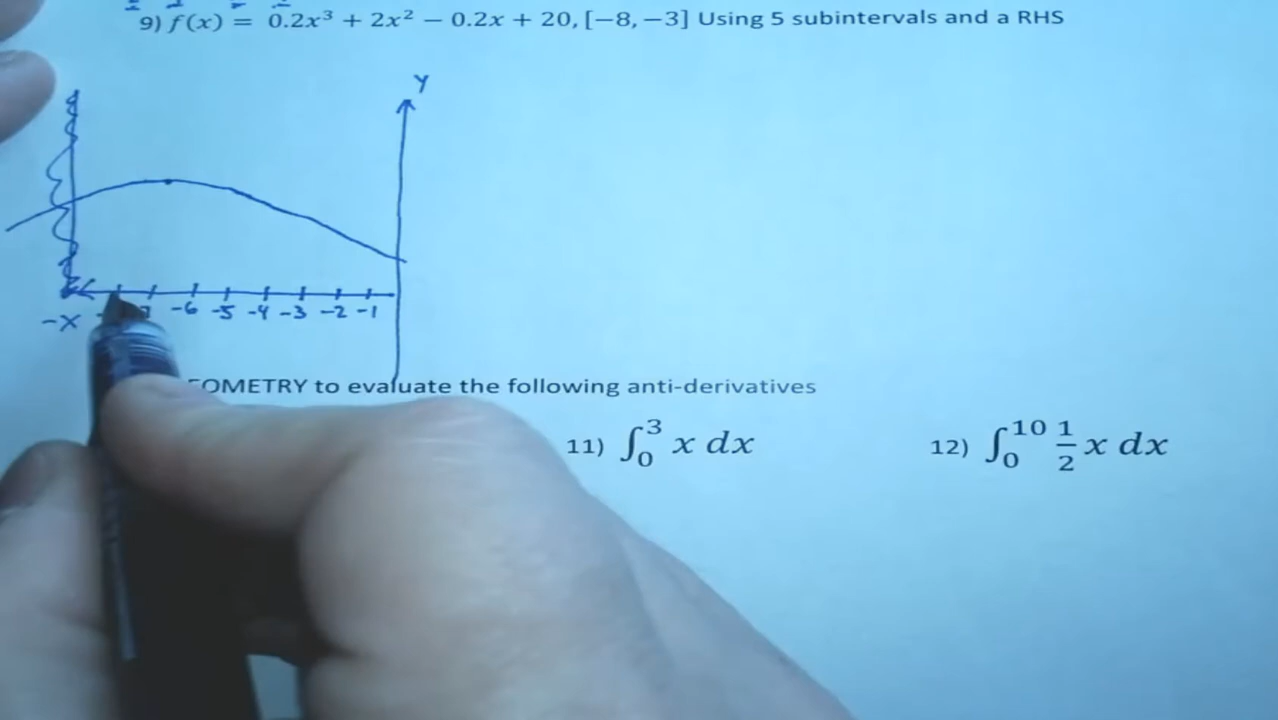 9) f(x) = 0.2x³ + 2x² − 0.2x + 20, [−8, −3] Using 5 subintervals and a RHS
Y
-X -6 -5 -4 -3 -2 -1
OMETRY to evaluate the following anti-derivatives
11) ∫₀³ x dx 12) ∫₀¹⁰ 1/2 x dx